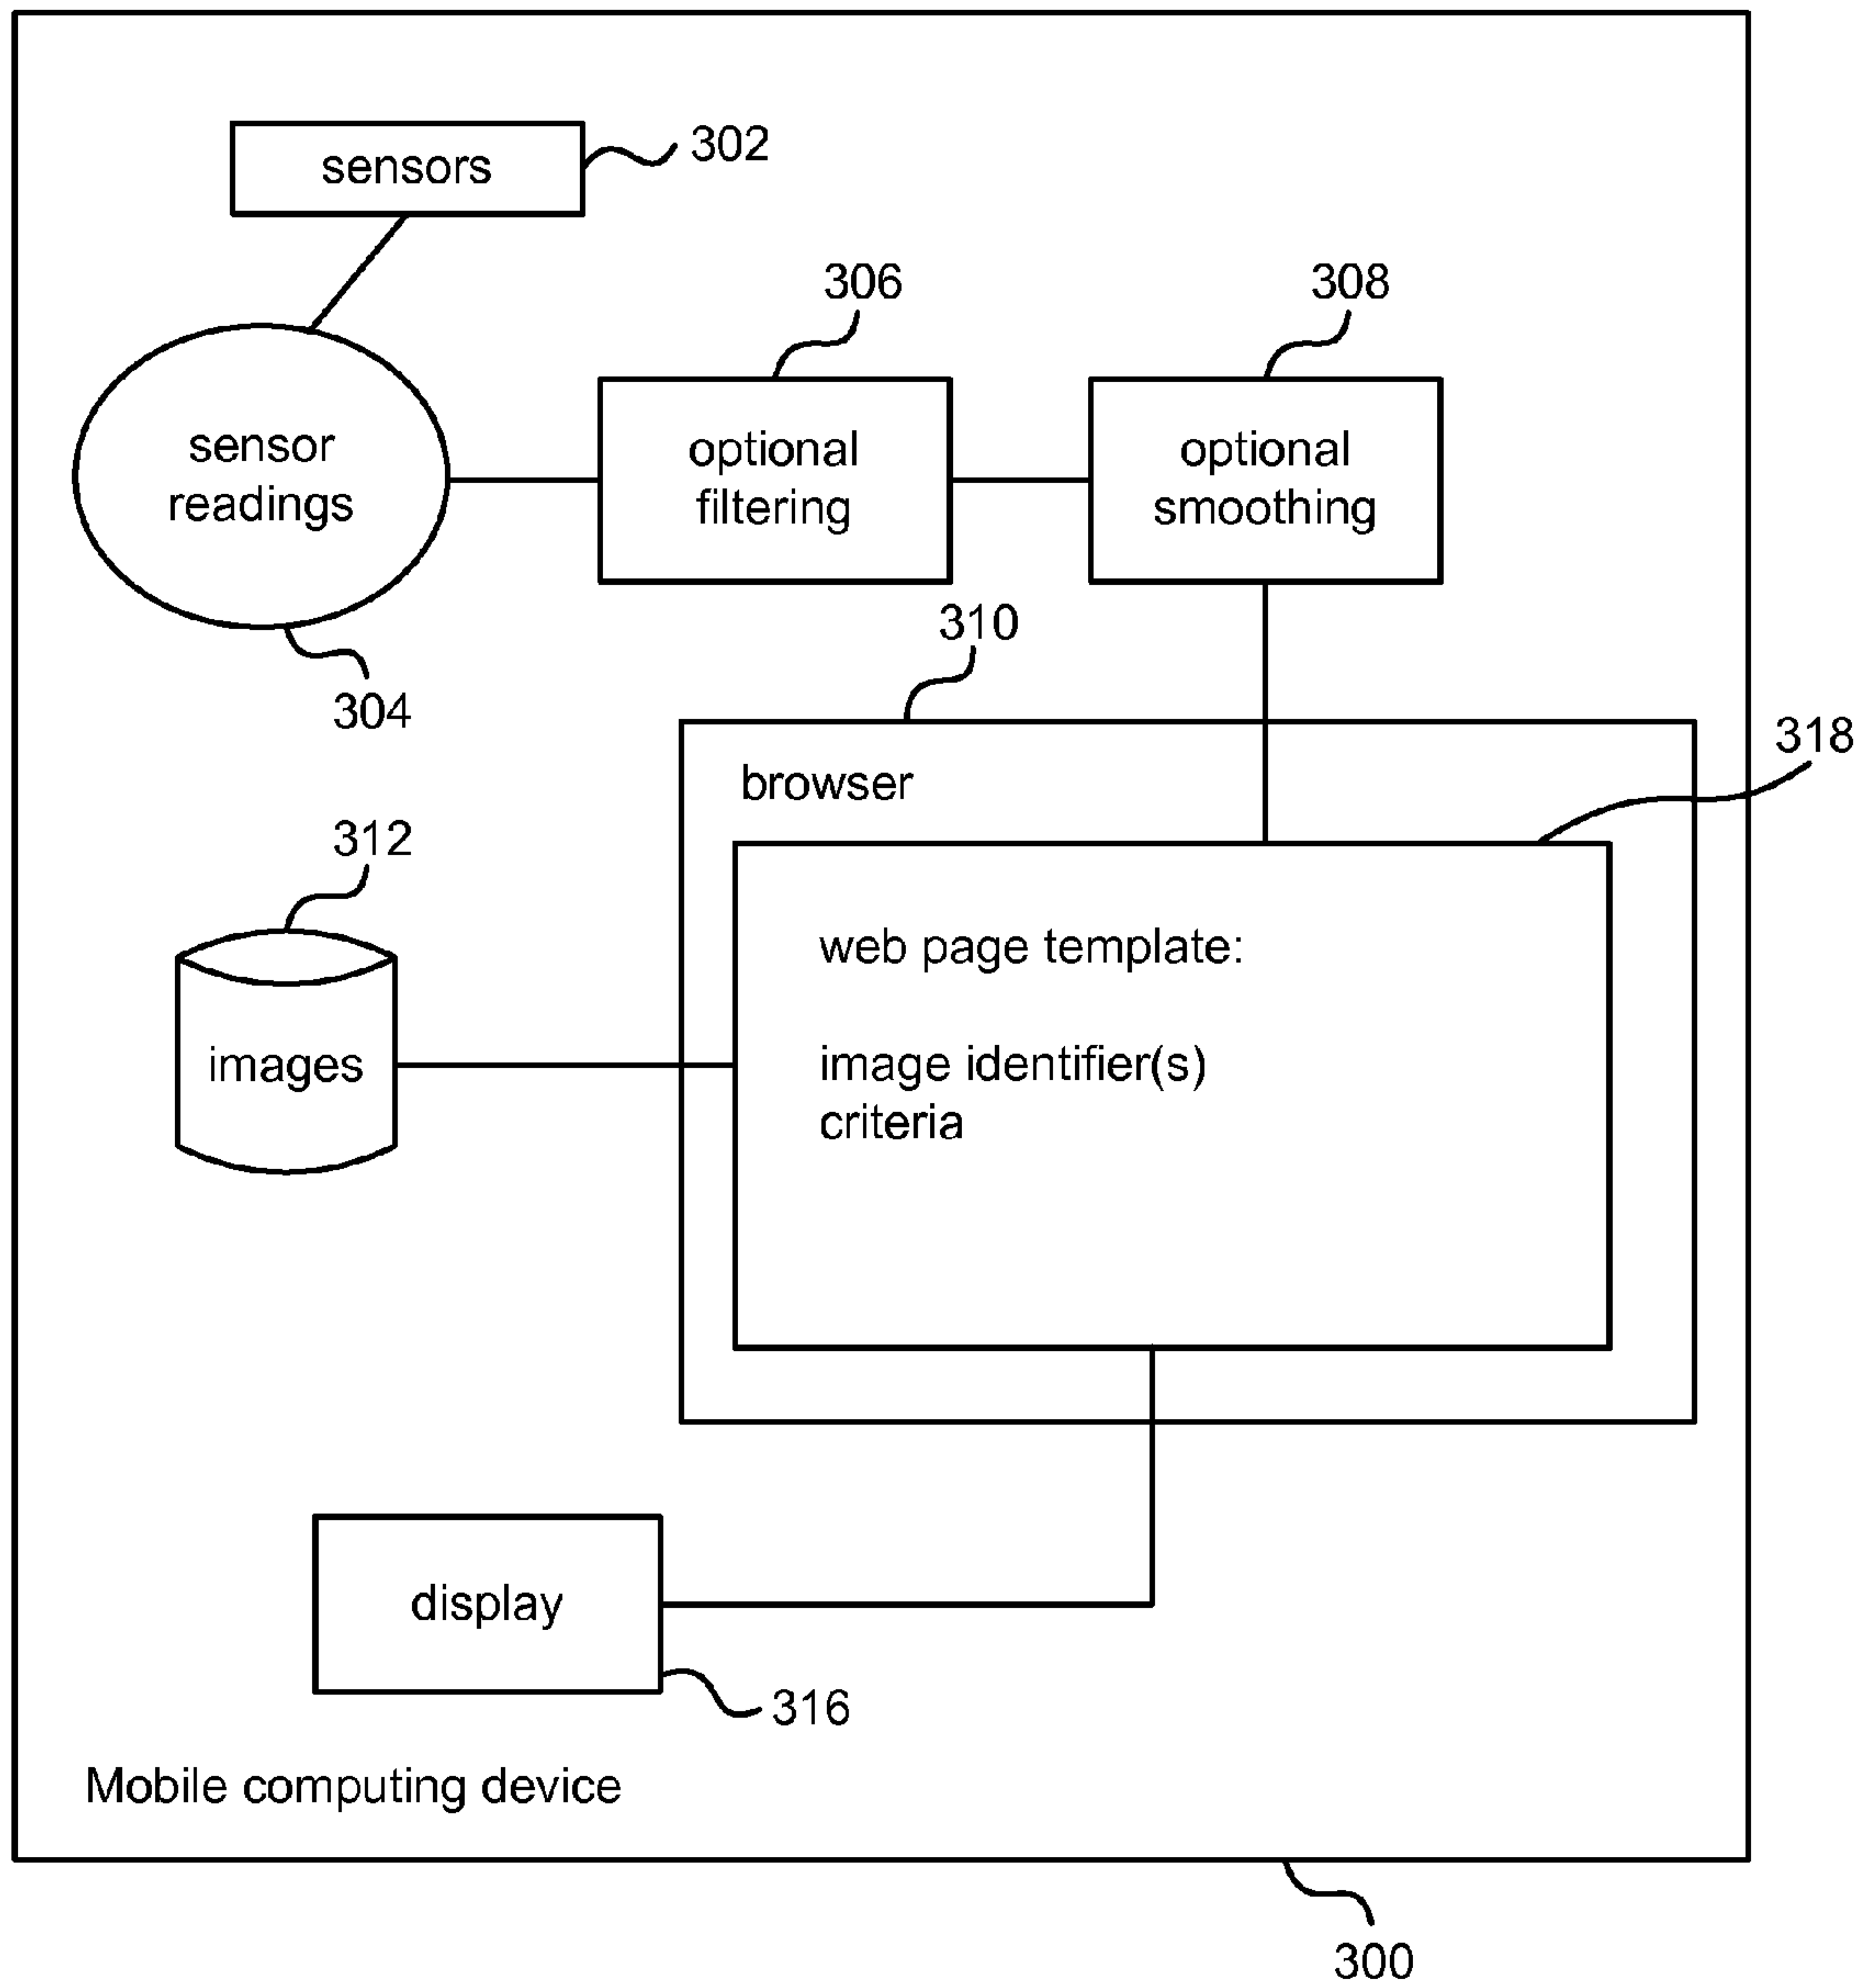 sensors
302
306
308
sensor
readings
optional
filtering
optional
smoothing
310
304
318
browser
312
web page template:
images
image identifier(s)
criteria
display
316
Mobile computing device
300